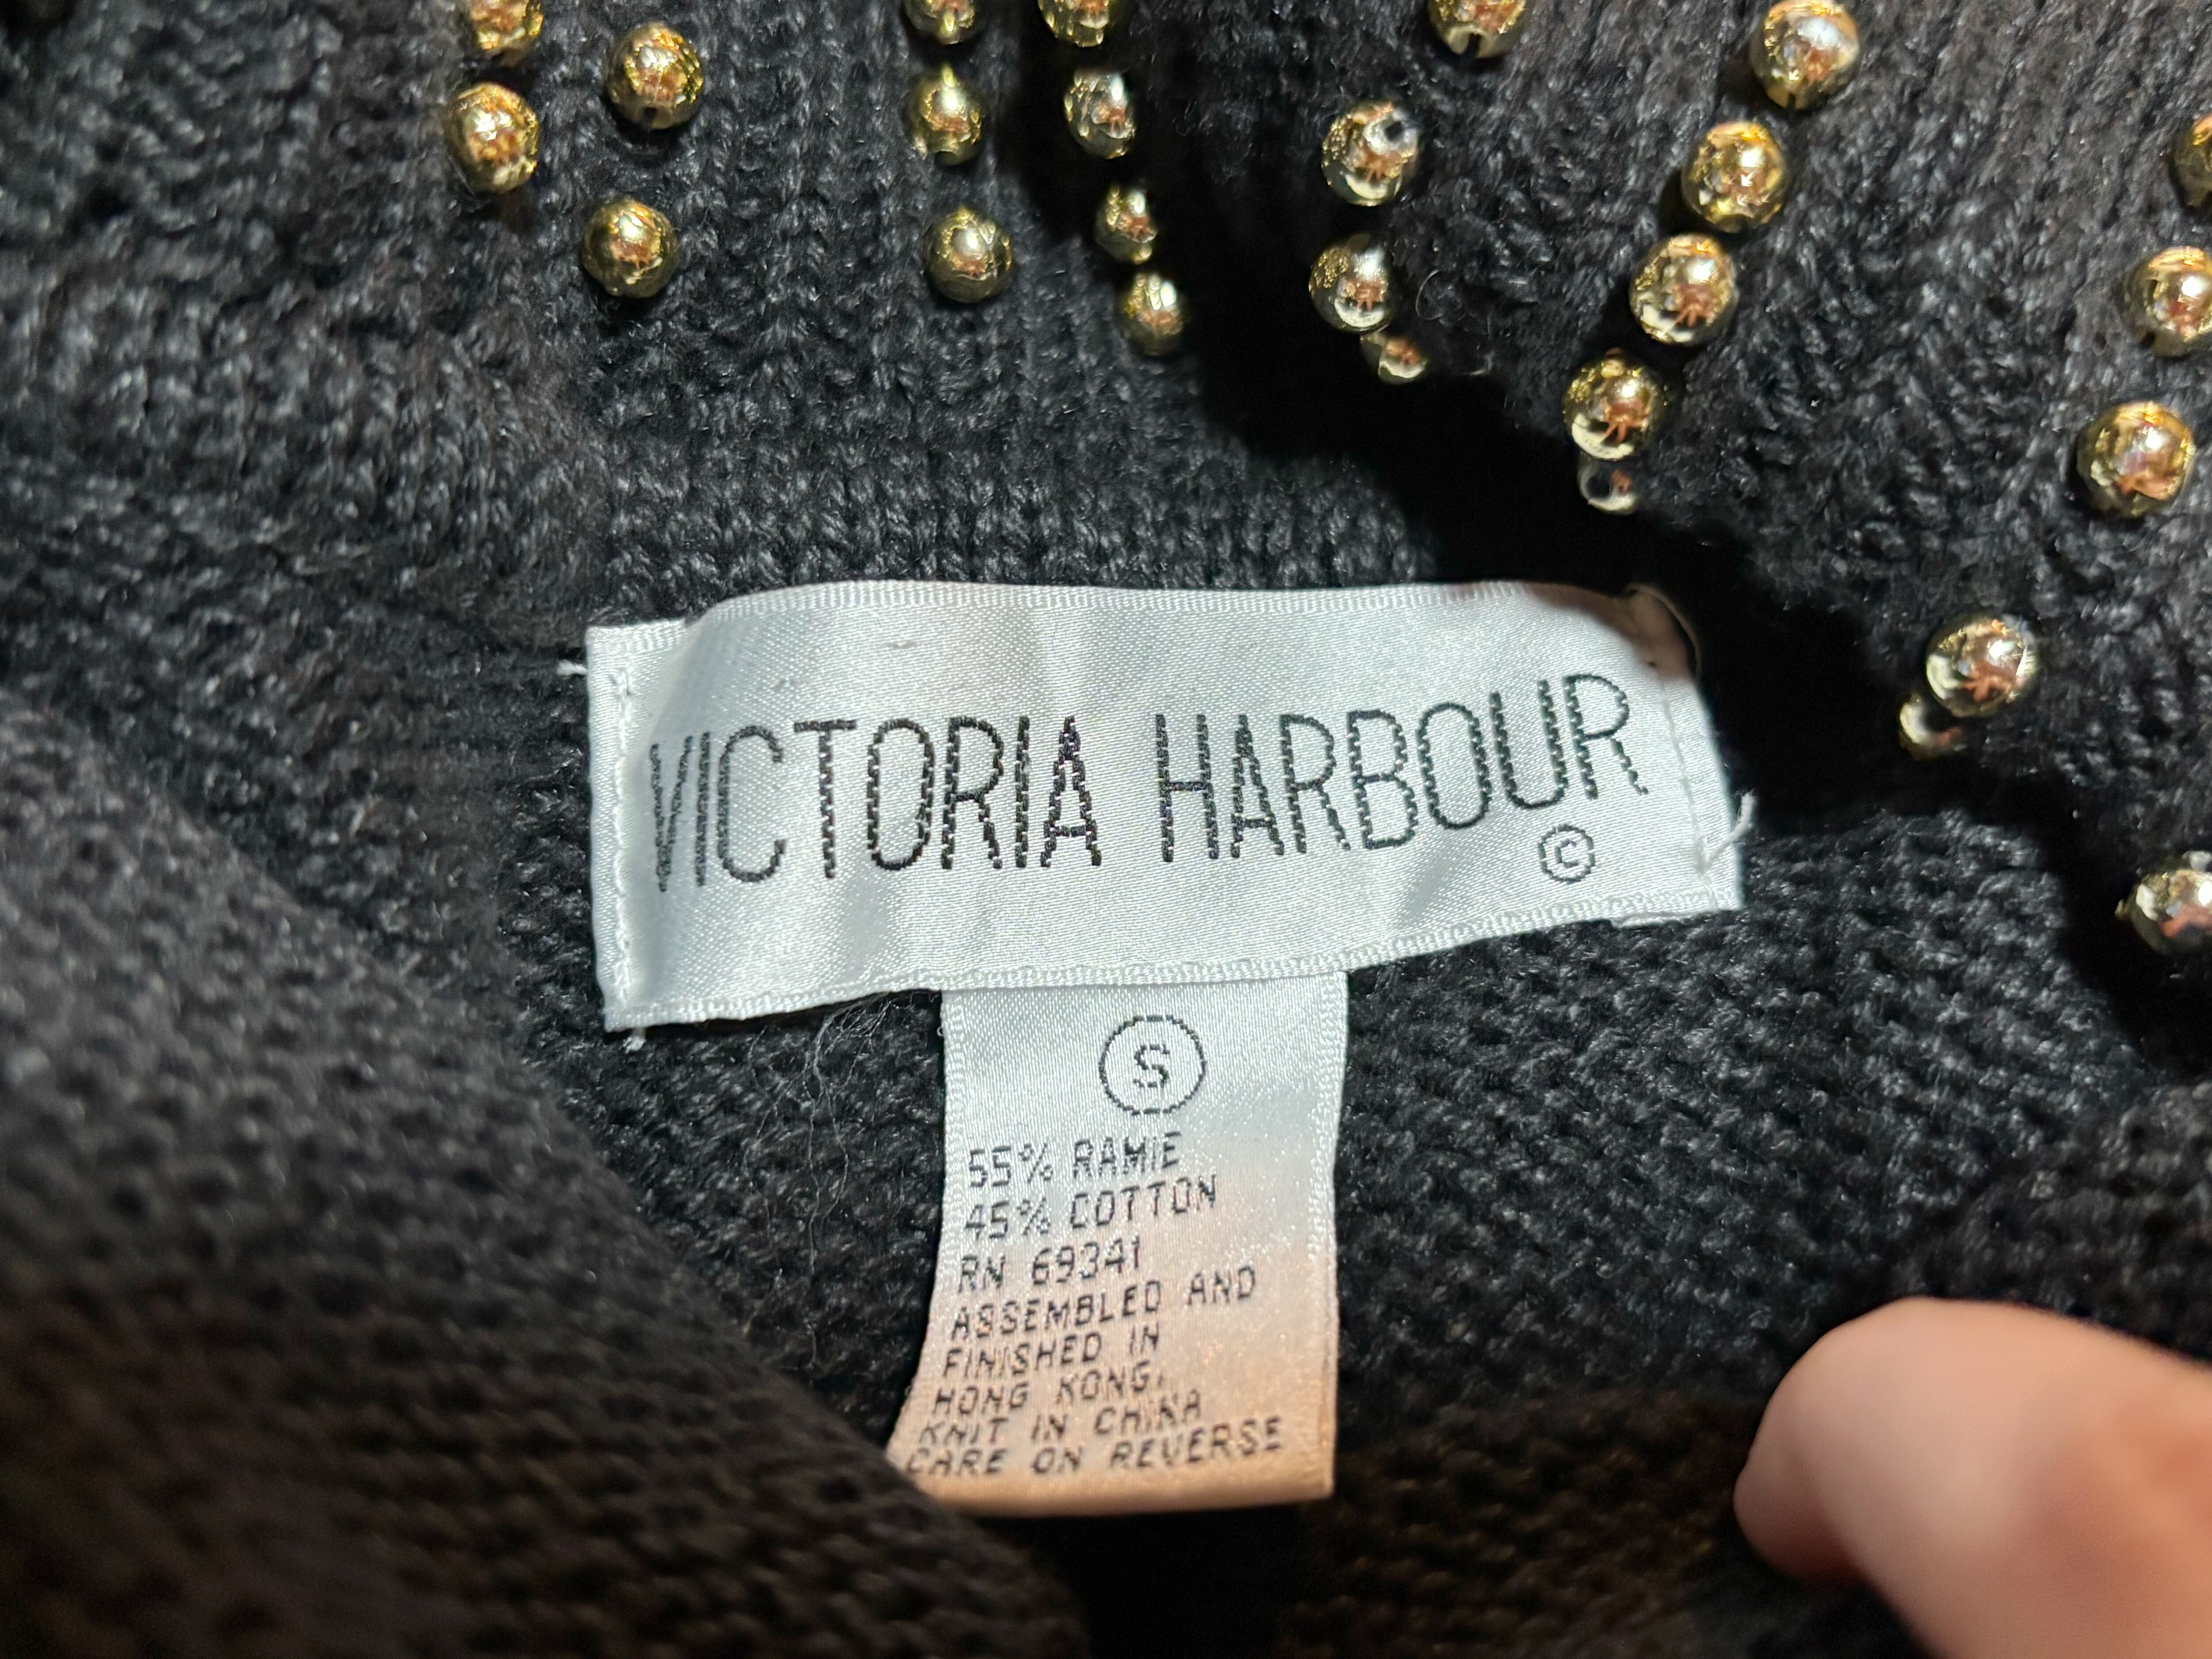 VICTORIA HARBOUR
©
S
55% RAMIE
45% COTTON
RN 69341
ASSEMBLED AND
FINISHED IN
HONG KONG,
KNIT IN CHINA
CARE ON REVERSE